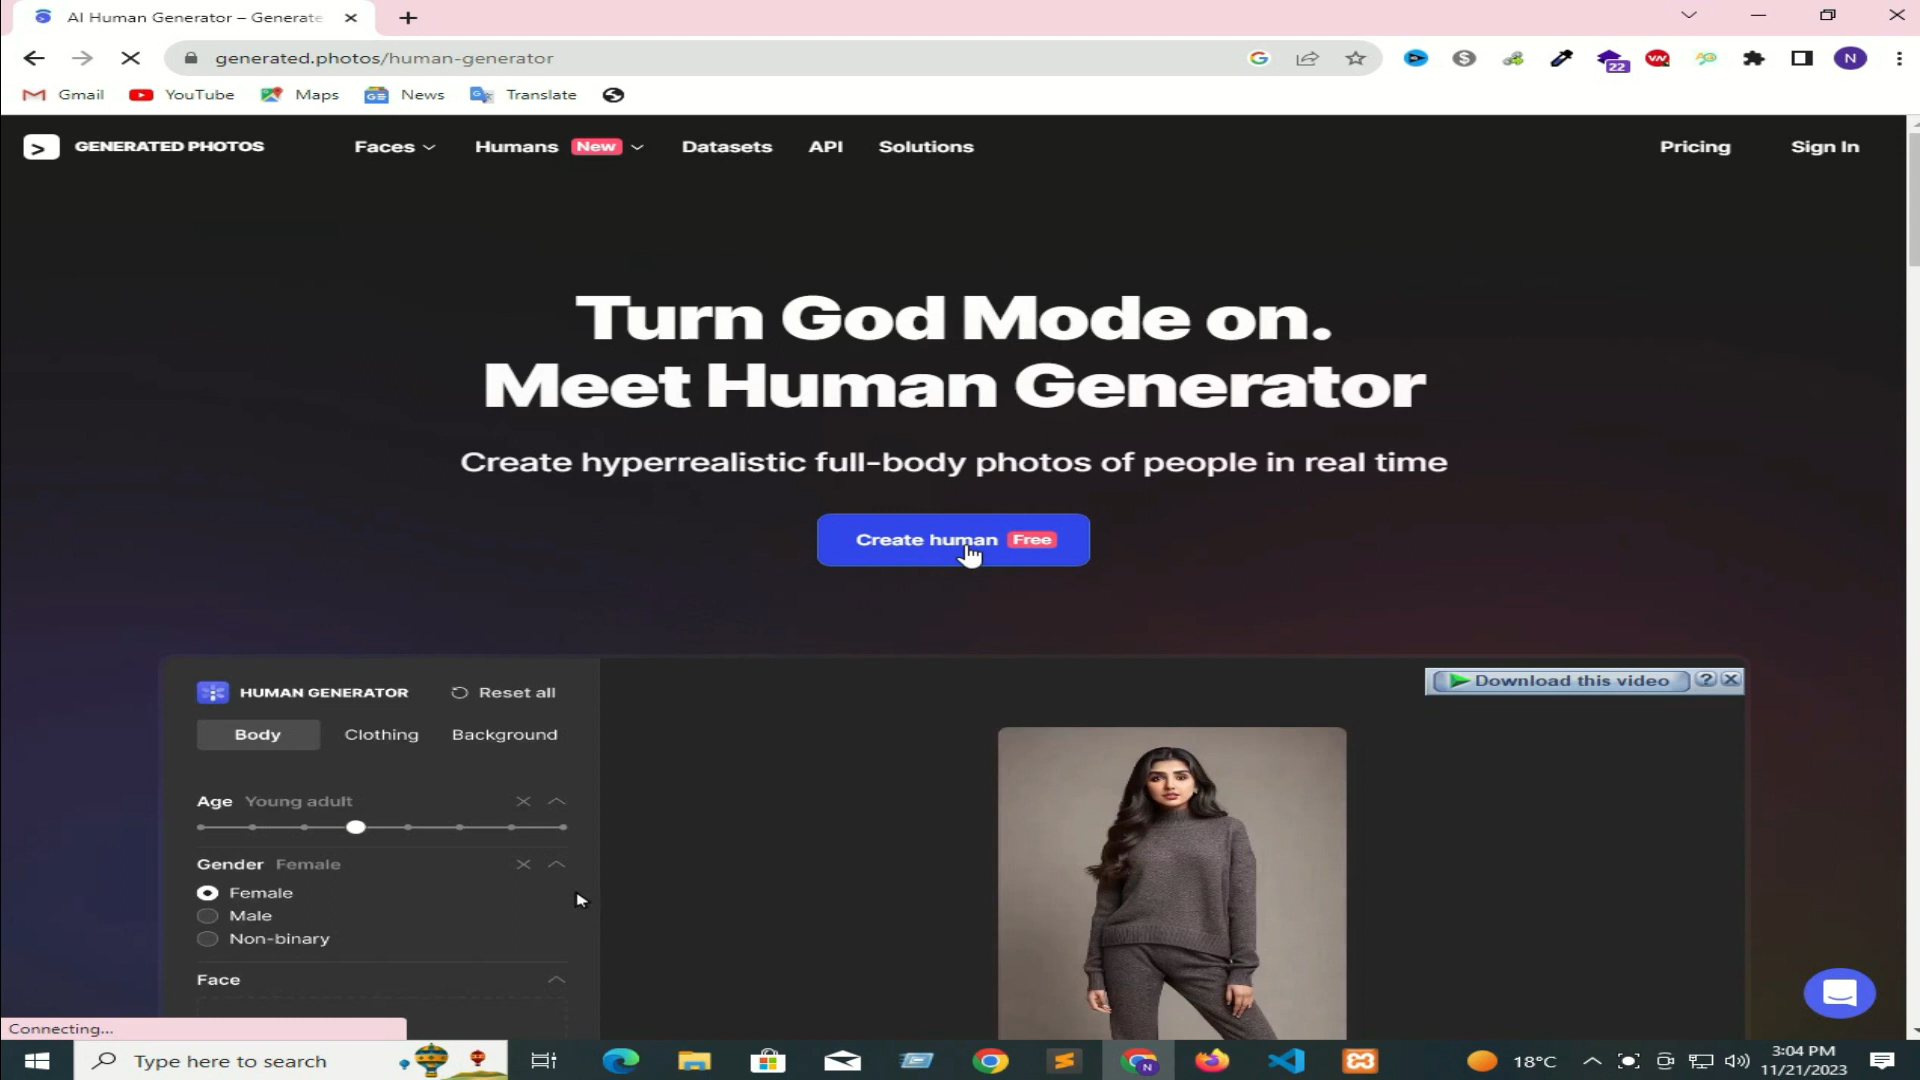 AI Human Generator – Generate
generated.photos/human-generator
22
VN
N
Gmail
YouTube
Maps
News
Translate
GENERATED PHOTOS
Faces
Humans New
Datasets
API
Solutions
Pricing
Sign In
Turn God Mode on.
Meet Human Generator
Create hyperrealistic full-body photos of people in real time
Create human Free
HUMAN GENERATOR
Reset all
Download this video
Body
Clothing
Background
Age Young adult
Gender Female
Female
Male
Non-binary
Face
Connecting...
Type here to search
N
18°C
3:04 PM
11/21/2023